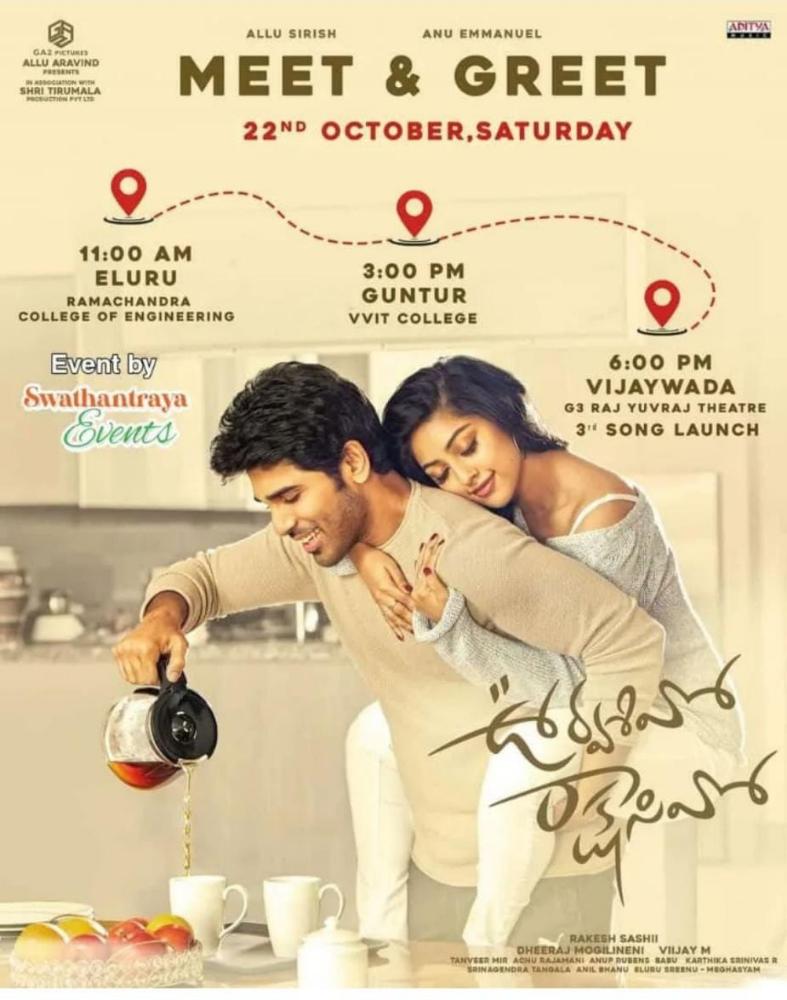 GA2 PICTURES
ALLU ARAVIND
PRESENTS
IN ASSOCIATION WITH
SHRI TIRUMALA
PRODUCTION PVT LTD
ALLU SIRISH
ANU EMMANUEL
ADITYA
MUSIC
MEET & GREET
22ND OCTOBER,SATURDAY
11:00 AM
ELURU
RAMACHANDRA
COLLEGE OF ENGINEERING
3:00 PM
GUNTUR
VVIT COLLEGE
6:00 PM
VIJAYWADA
G3 RAJ YUVRAJ THEATRE
3rd SONG LAUNCH
Event by
Swathantraya
Events
ఊర్వశివో
రాక్షసివో
RAKESH SASHII
DHEERAJ MOGILINENI VIIJAY M
TANVEER MIR ACHU RAJAMANI ANUP RUBENS BABU KARTHIKA SRINIVAS R
SRINAGENDRA TANGALA ANIL BHANU ELURU SREENU - MEGHASYAM